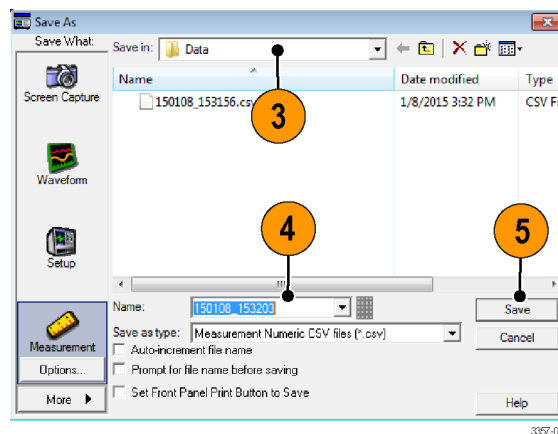 Save As
Save What:
Save in: Data
Name Date modified Type
Screen Capture
150108_153156.cs 1/8/2015 3:32 PM CSV Fi
3
Waveform
4
5
Setup
Name: 150108_153203 Save
Save as type: Measurement Numeric CSV files (*.csv) Cancel
Measurement
Auto-increment file name
Options...
Prompt for file name before saving
More
Set Front Panel Print Button to Save
Help
3357-0